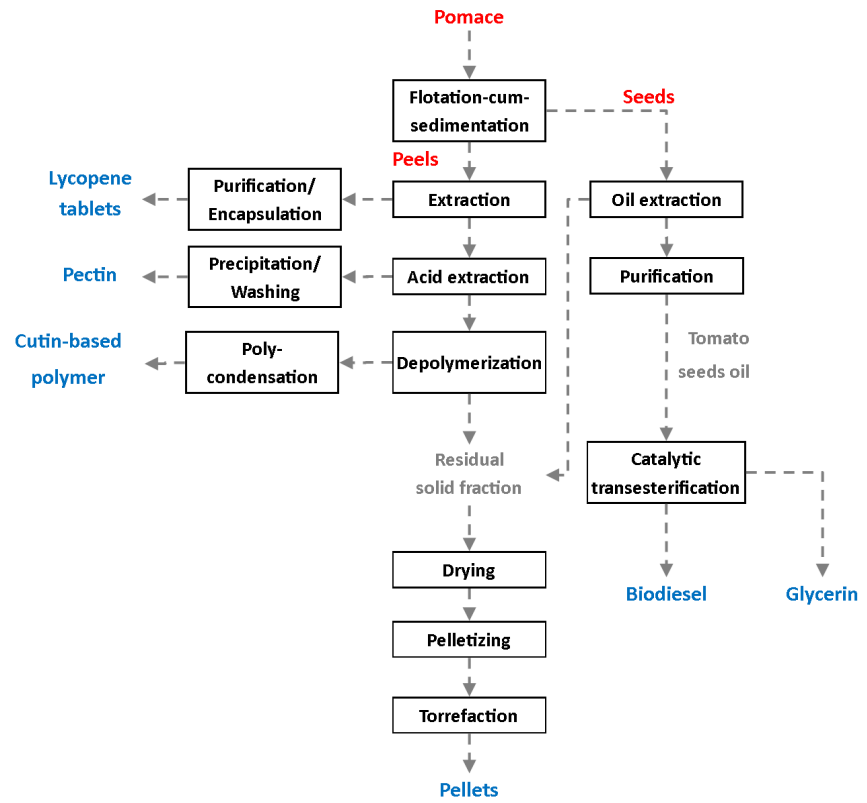 Pomace
Flotation-cum-
sedimentation
Seeds
Peels
Lycopene
tablets
Purification/
Encapsulation
Extraction
Oil extraction
Pectin
Precipitation/
Washing
Acid extraction
Purification
Cutin-based
polymer
Poly-
condensation
Depolymerization
Tomato
seeds oil
Residual
solid fraction
Catalytic
transesterification
Drying
Biodiesel
Glycerin
Pelletizing
Torrefaction
Pellets